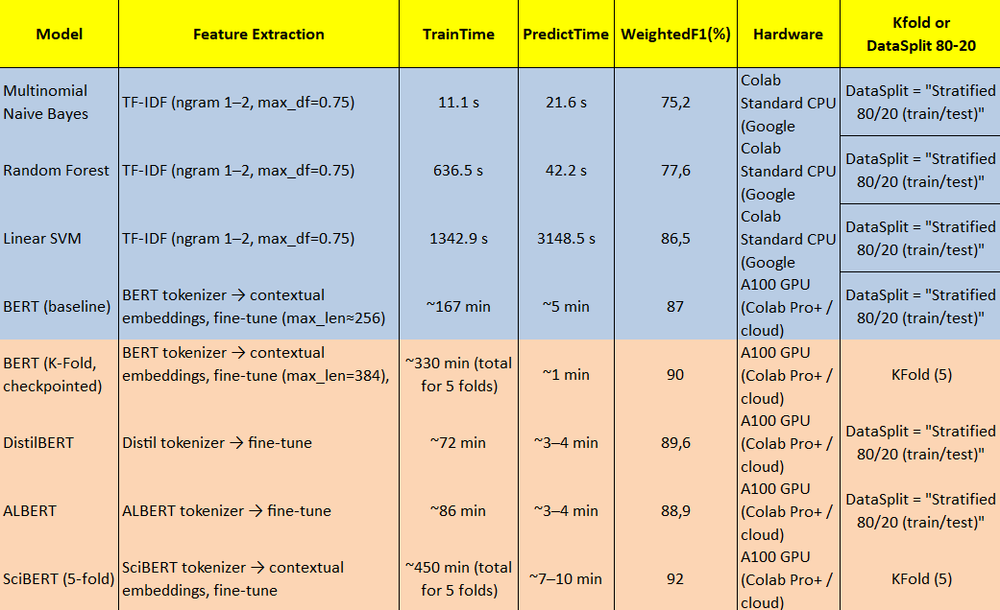 Model Feature Extraction TrainTime PredictTime WeightedF1(%) Hardware Kfold or
DataSplit 80-20
Multinomial
Naive Bayes
TF-IDF (ngram 1–2, max_df=0.75)
11.1 s
21.6 s
75,2
Colab
Standard CPU
(Google
DataSplit = "Stratified
80/20 (train/test)"
Random Forest
TF-IDF (ngram 1–2, max_df=0.75)
636.5 s
42.2 s
77,6
Colab
Standard CPU
(Google
DataSplit = "Stratified
80/20 (train/test)"
Linear SVM
TF-IDF (ngram 1–2, max_df=0.75)
1342.9 s
3148.5 s
86,5
Colab
Standard CPU
(Google
DataSplit = "Stratified
80/20 (train/test)"
BERT (baseline)
BERT tokenizer → contextual
embeddings, fine-tune (max_len≈256)
~167 min
~5 min
87
A100 GPU
(Colab Pro+ /
cloud)
DataSplit = "Stratified
80/20 (train/test)"
BERT (K-Fold,
checkpointed)
BERT tokenizer → contextual
embeddings, fine-tune (max_len=384),
~330 min (total
for 5 folds)
~1 min
90
A100 GPU
(Colab Pro+ /
cloud)
KFold (5)
DistilBERT
Distil tokenizer → fine-tune
~72 min
~3–4 min
89,6
A100 GPU
(Colab Pro+ /
cloud)
DataSplit = "Stratified
80/20 (train/test)"
ALBERT
ALBERT tokenizer → fine-tune
~86 min
~3–4 min
88,9
A100 GPU
(Colab Pro+ /
cloud)
DataSplit = "Stratified
80/20 (train/test)"
SciBERT (5-fold)
SciBERT tokenizer → contextual
embeddings, fine-tune
~450 min (total
for 5 folds)
~7–10 min
92
A100 GPU
(Colab Pro+ /
cloud)
KFold (5)